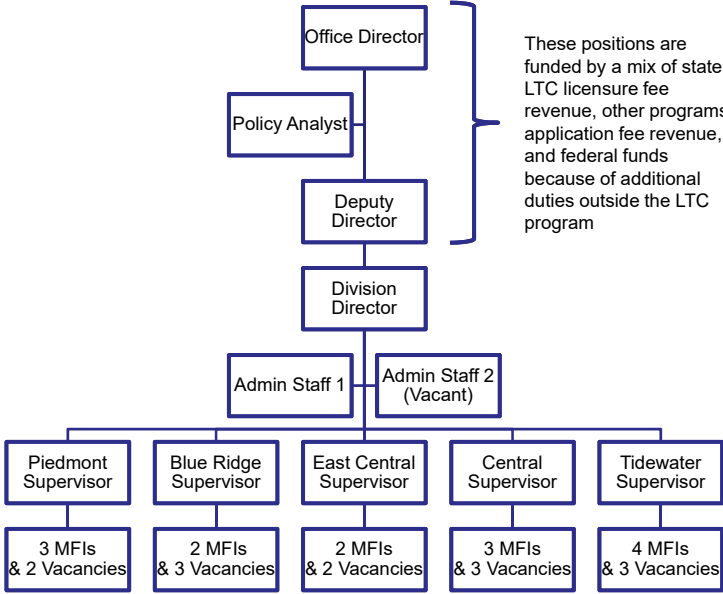 Office Director
These positions are
funded by a mix of state
LTC licensure fee
revenue, other programs
application fee revenue,
and federal funds
because of additional
duties outside the LTC
program
Policy Analyst
Deputy
Director
Division
Director
Admin Staff 1
Admin Staff 2
(Vacant)
Piedmont
Supervisor
Blue Ridge
Supervisor
East Central
Supervisor
Central
Supervisor
Tidewater
Supervisor
3 MFIs
& 2 Vacancies
2 MFIs
& 3 Vacancies
2 MFIs
& 2 Vacancies
3 MFIs
& 3 Vacancies
4 MFIs
& 3 Vacancies